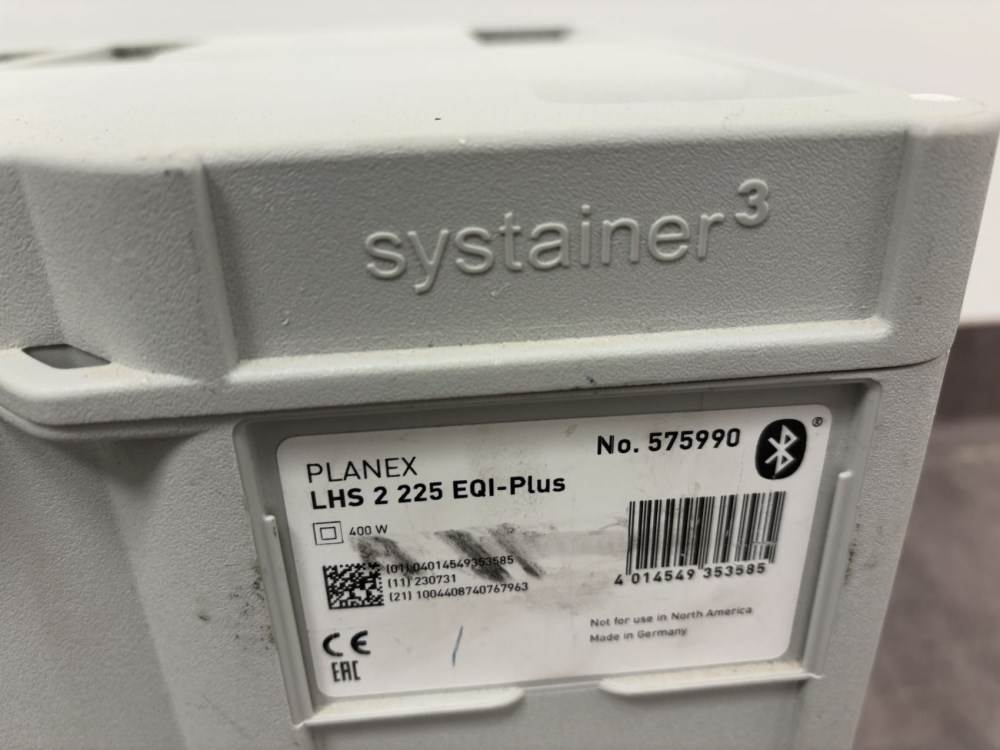 systainer³
PLANEX
LHS 2 225 EQI-Plus
No. 575990
®
400 W
(01) 04014549353585
(11) 230731
(21) 1004408740767963
4 014549 353585
Not for use in North America
Made in Germany
CE
EAC